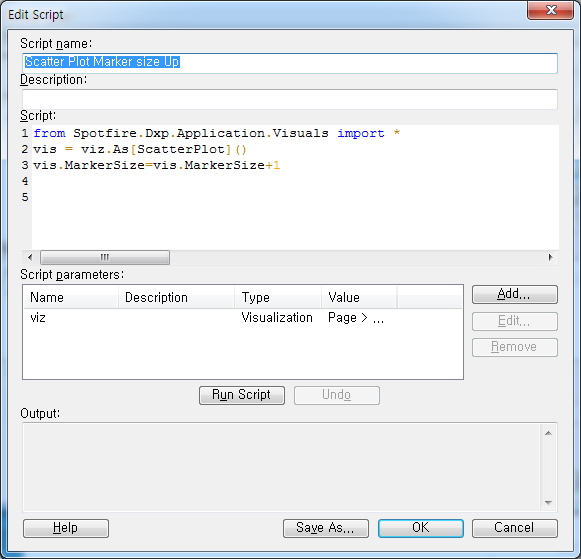 Edit Script
Script name:
Scatter Plot Marker size Up
Description:
Script:
1 from Spotfire.Dxp.Application.Visuals import *
2 vis = viz.As[ScatterPlot]()
3 vis.MarkerSize=vis.MarkerSize+1
4
5
Script parameters:
Name Description Type Value
viz Visualization Page > ...
Add...
Edit...
Remove
Run Script Undo
Output:
Help Save As... OK Cancel